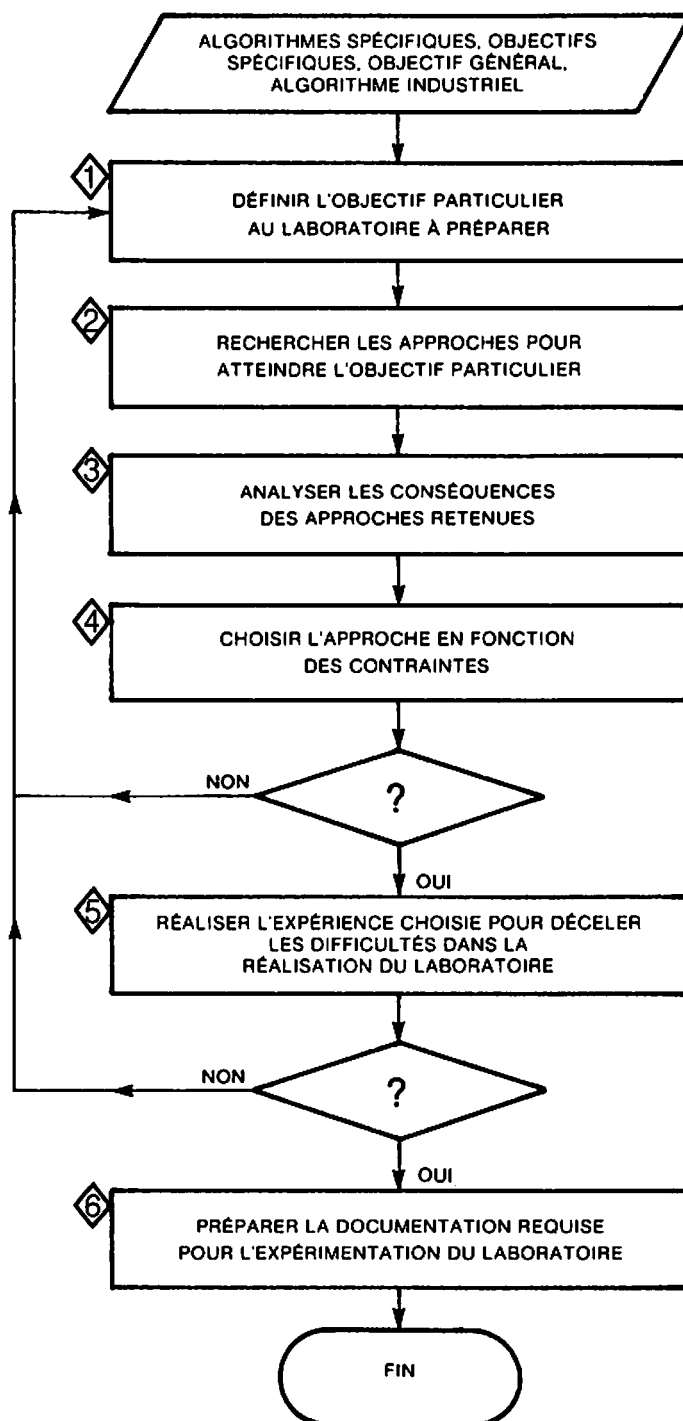 ALGORITHMES SPÉCIFIQUES, OBJECTIFS
SPÉCIFIQUES, OBJECTIF GÉNÉRAL,
ALGORITHME INDUSTRIEL
1
DÉFINIR L'OBJECTIF PARTICULIER
AU LABORATOIRE À PRÉPARER
2
RECHERCHER LES APPROCHES POUR
ATTEINDRE L'OBJECTIF PARTICULIER
3
ANALYSER LES CONSÉQUENCES
DES APPROCHES RETENUES
4
CHOISIR L'APPROCHE EN FONCTION
DES CONTRAINTES
NON
?
OUI
5
RÉALISER L'EXPÉRIENCE CHOISIE POUR DÉCELER
LES DIFFICULTÉS DANS LA
RÉALISATION DU LABORATOIRE
NON
?
OUI
6
PRÉPARER LA DOCUMENTATION REQUISE
POUR L'EXPÉRIMENTATION DU LABORATOIRE
FIN